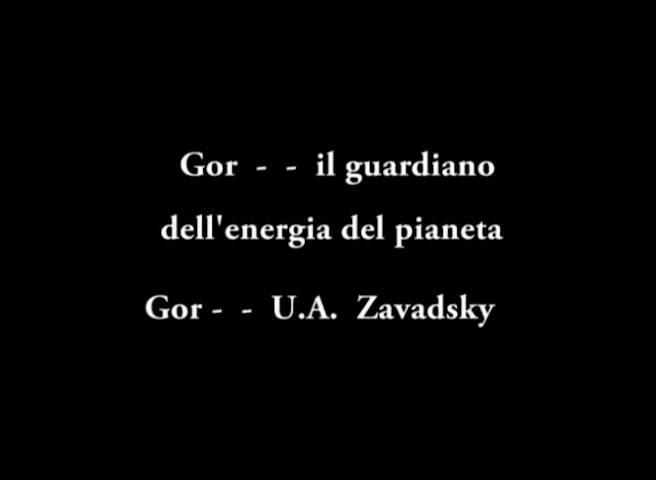 Gor - - il guardiano
dell'energia del pianeta
Gor - - U.A. Zavadsky